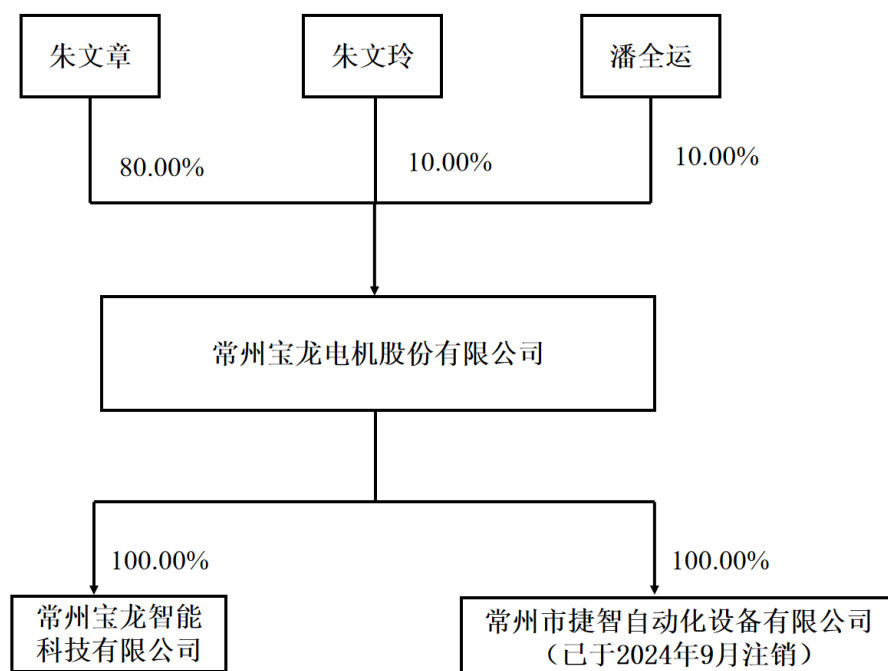 朱文章
朱文玲
潘全运
80.00%
10.00%
10.00%
常州宝龙电机股份有限公司
100.00%
100.00%
常州宝龙智能
科技有限公司
常州市捷智自动化设备有限公司
（已于2024年9月注销）